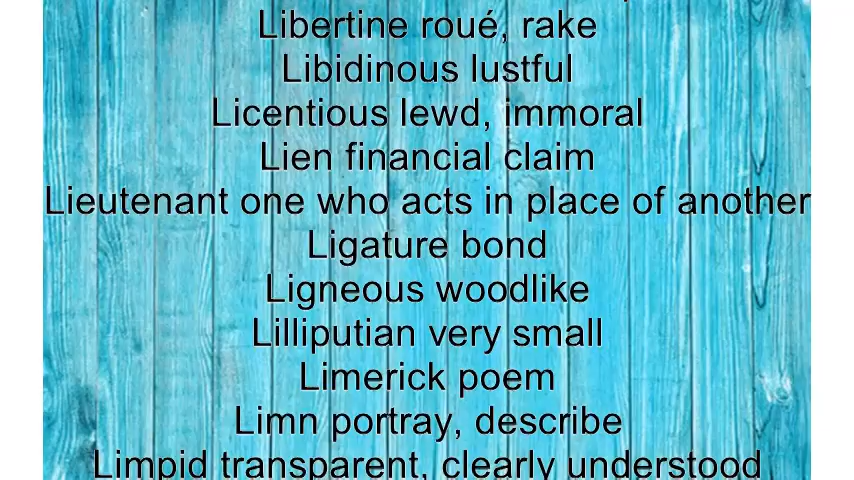 Libertine roué, rake
Libidinous lustful
Licentious lewd, immoral
Lien financial claim
Lieutenant one who acts in place of another
Ligature bond
Ligneous woodlike
Lilliputian very small
Limerick poem
Limn portray, describe
Limpid transparent, clearly understood